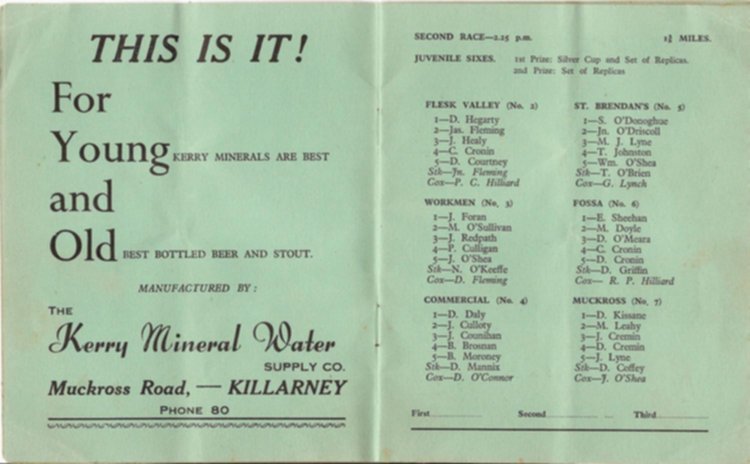 THIS IS IT!
For
Young KERRY MINERALS ARE BEST
and
Old BEST BOTTLED BEER AND STOUT.
MANUFACTURED BY :
THE
Kerry Mineral Water
SUPPLY CO.
Muckross Road, — KILLARNEY
PHONE 80
SECOND RACE—2.25 p.m. 1¾ MILES.
JUVENILE SIXES. 1st Prize: Silver Cup and Set of Replicas.
2nd Prize: Set of Replicas
FLESK VALLEY (No. 2)
1—D. Hegarty
2—Jas. Fleming
3—J. Healy
4—C. Cronin
5—D. Courtney
Stk—Jn. Fleming
Cox—P. C. Hilliard
ST. BRENDAN'S (No. 5)
1—S. O'Donoghue
2—Jn. O'Driscoll
3—M. J. Lyne
4—T. Johnston
5—Wm. O'Shea
Stk—T. O'Brien
Cox—G. Lynch
WORKMEN (No. 3)
1—J. Foran
2—M. O'Sullivan
3—J. Redpath
4—P. Culligan
5—J. O'Shea
Stk—N. O'Keeffe
Cox—D. Fleming
FOSSA (No. 6)
1—E. Sheehan
2—M. Doyle
3—D. O'Meara
4—C. Cronin
5—D. Cronin
Stk—D. Griffin
Cox— R. P. Hilliard
COMMERCIAL (No. 4)
1—D. Daly
2—J. Culloty
3—J. Counihan
4—B. Brosnan
5—B. Moroney
Stk—D. Mannix
Cox—D. O'Connor
MUCKROSS (No. 7)
1—D. Kissane
2—M. Leahy
3—J. Cremin
4—D. Cremin
5—J. Lyne
Stk—D. Coffey
Cox—J. O'Shea
First Second Third